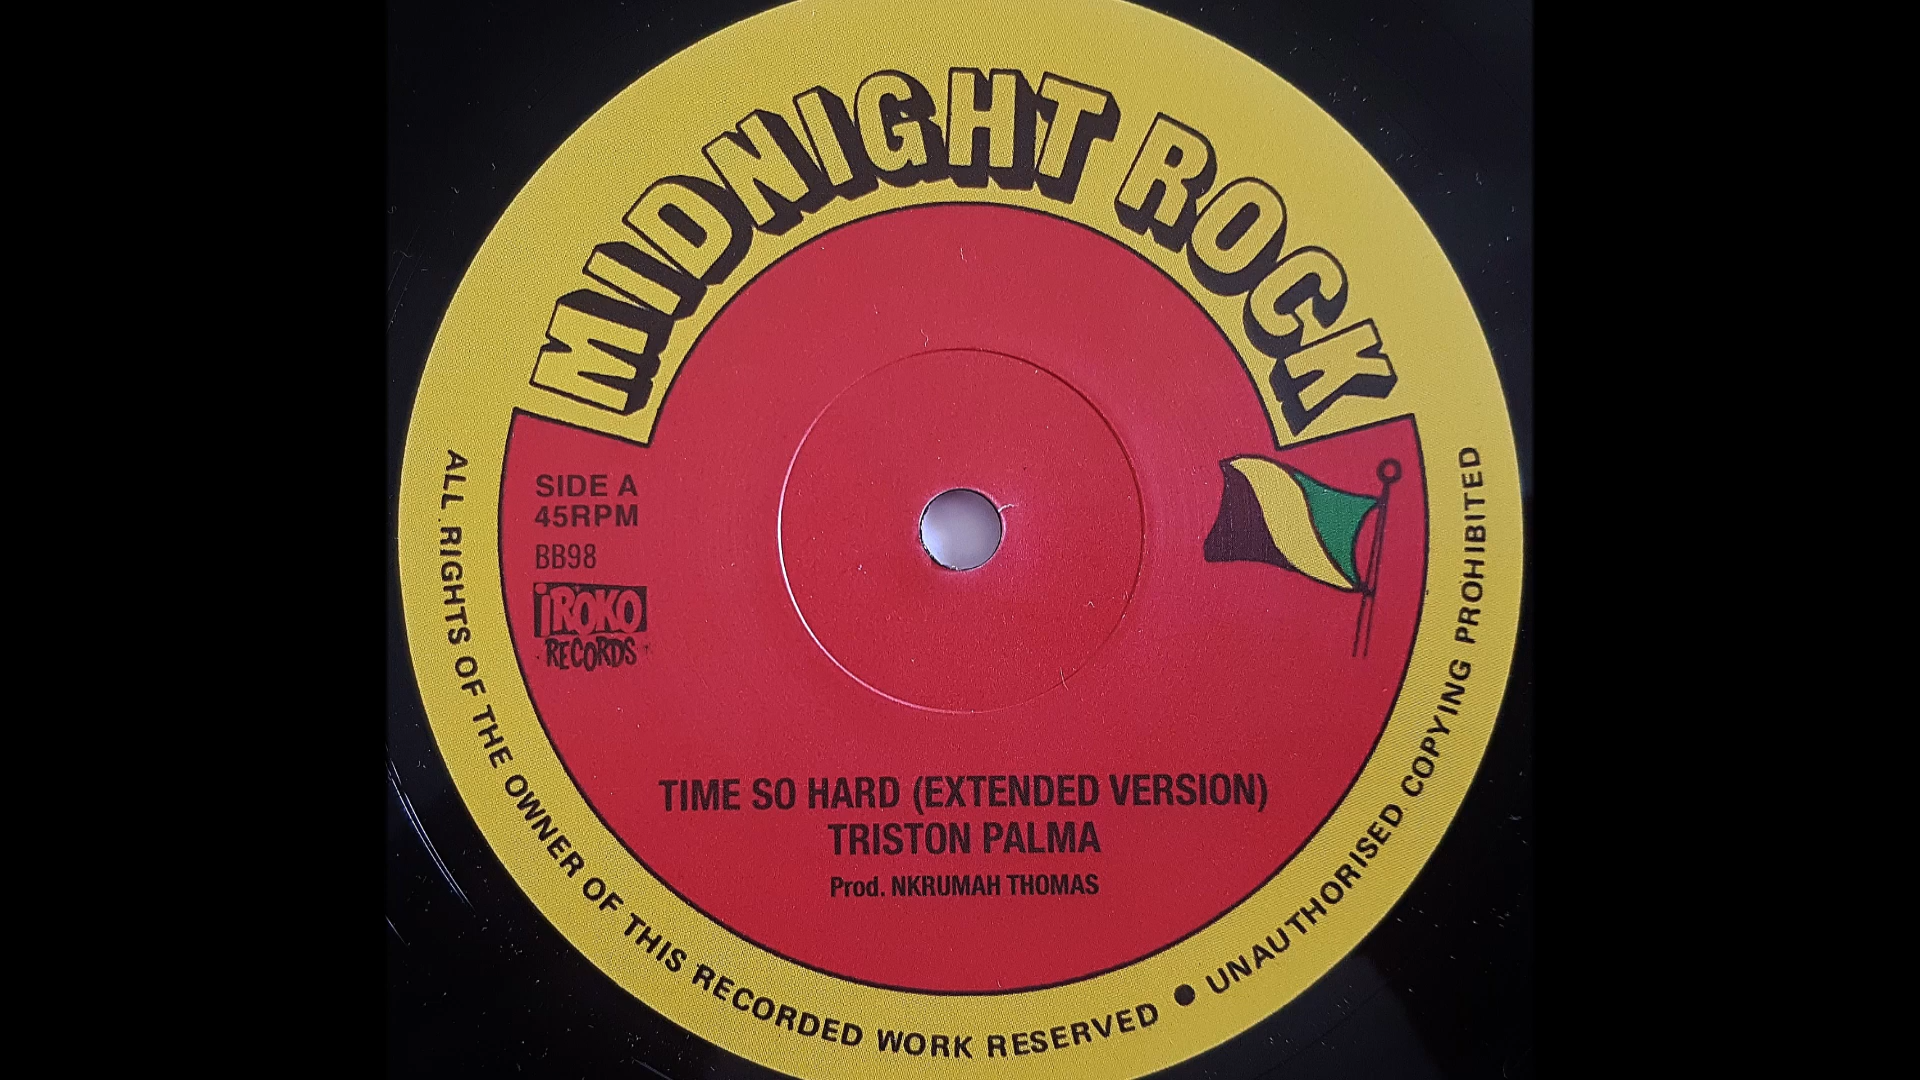 MIDNIGHT ROCK
SIDE A
45RPM
BB98
iROKO
RECORDS
TIME SO HARD (EXTENDED VERSION)
TRISTON PALMA
Prod. NKRUMAH THOMAS
ALL RIGHTS OF THE OWNER OF THIS RECORDED WORK RESERVED ● UNAUTHORISED COPYING PROHIBITED